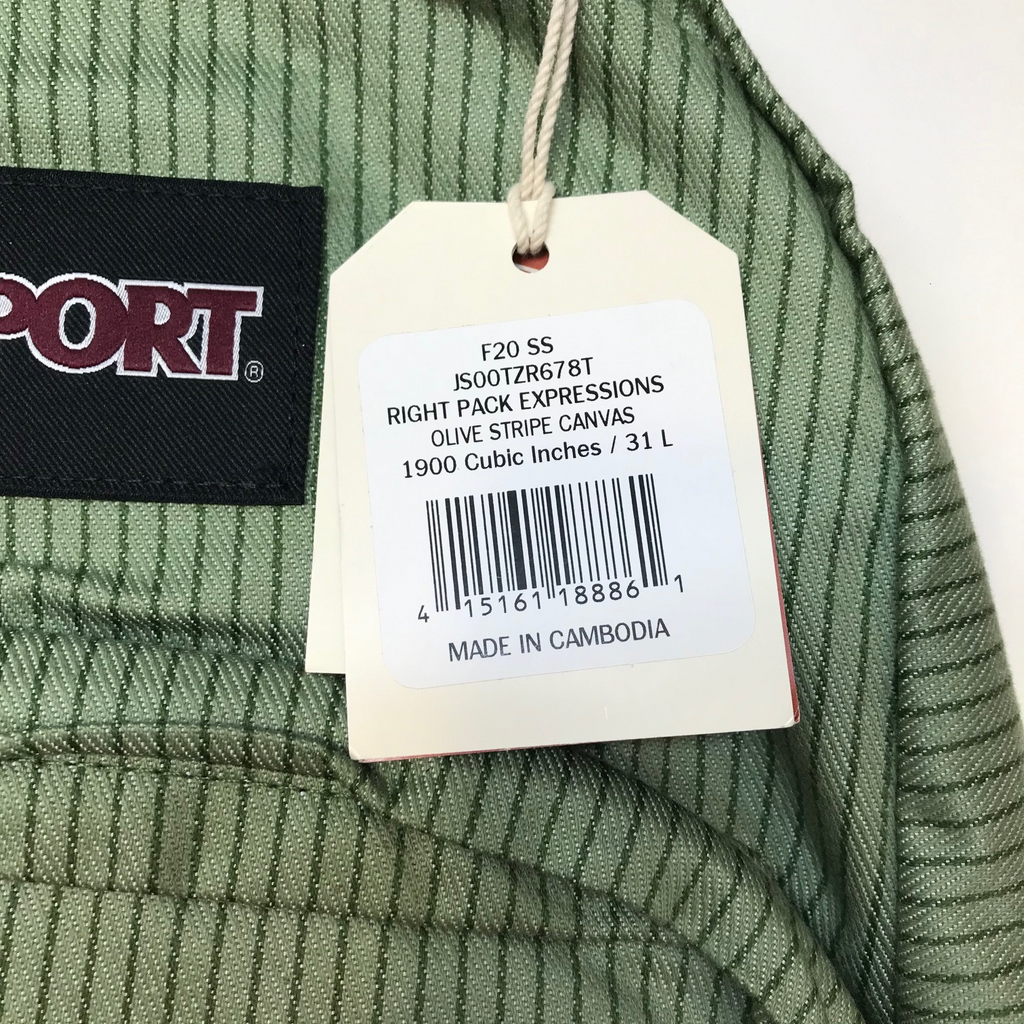 PORT®
F20 SS
JS00TZR678T
RIGHT PACK EXPRESSIONS
OLIVE STRIPE CANVAS
1900 Cubic Inches / 31 L
4 15161 18886 1
MADE IN CAMBODIA